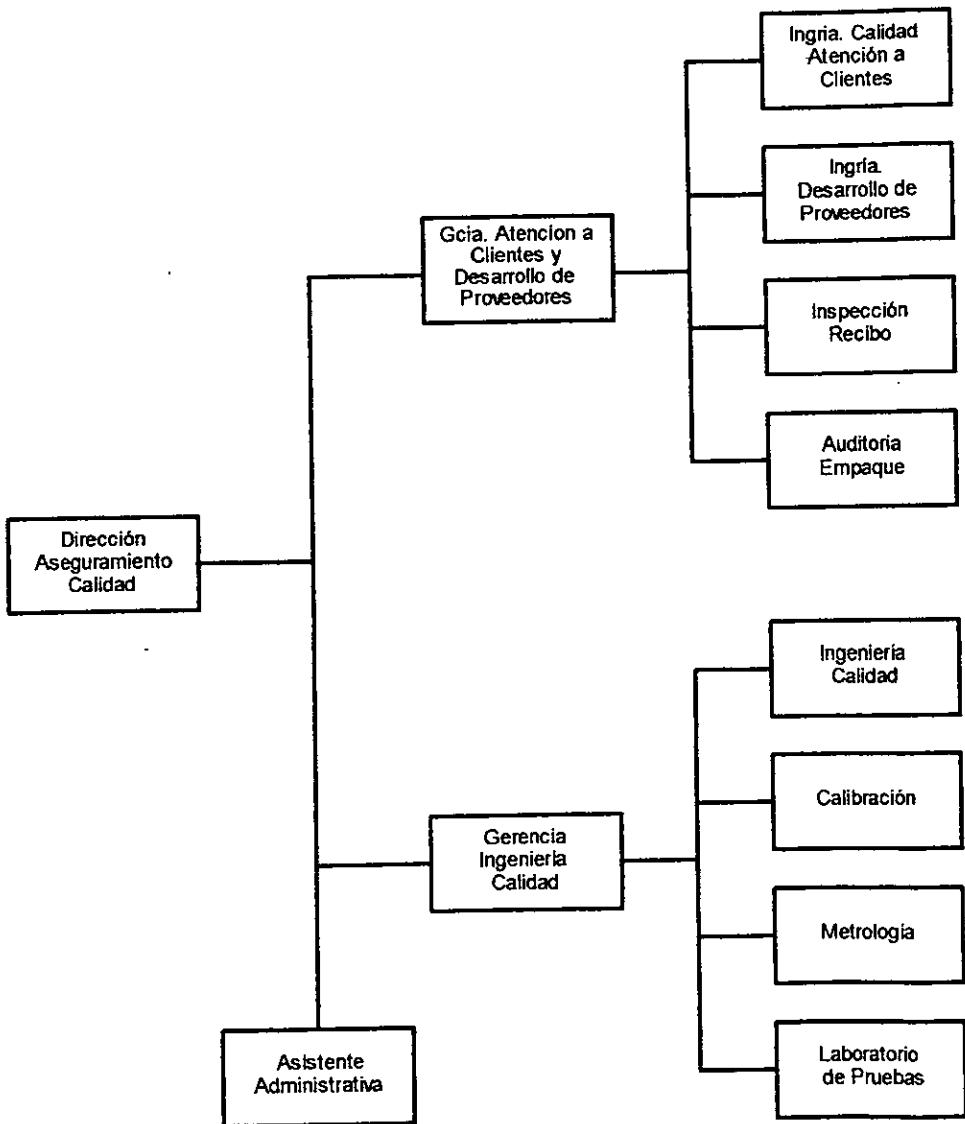 Ingria. Calidad
Atención a
Clientes
Ingría.
Desarrollo de
Proveedores
Gcia. Atencion a
Clientes y
Desarrollo de
Proveedores
Inspección
Recibo
Auditoria
Empaque
Dirección
Aseguramiento
Calidad
Ingeniería
Calidad
Calibración
Gerencia
Ingeniería
Calidad
Metrología
Laboratorio
de Pruebas
Asistente
Administrativa